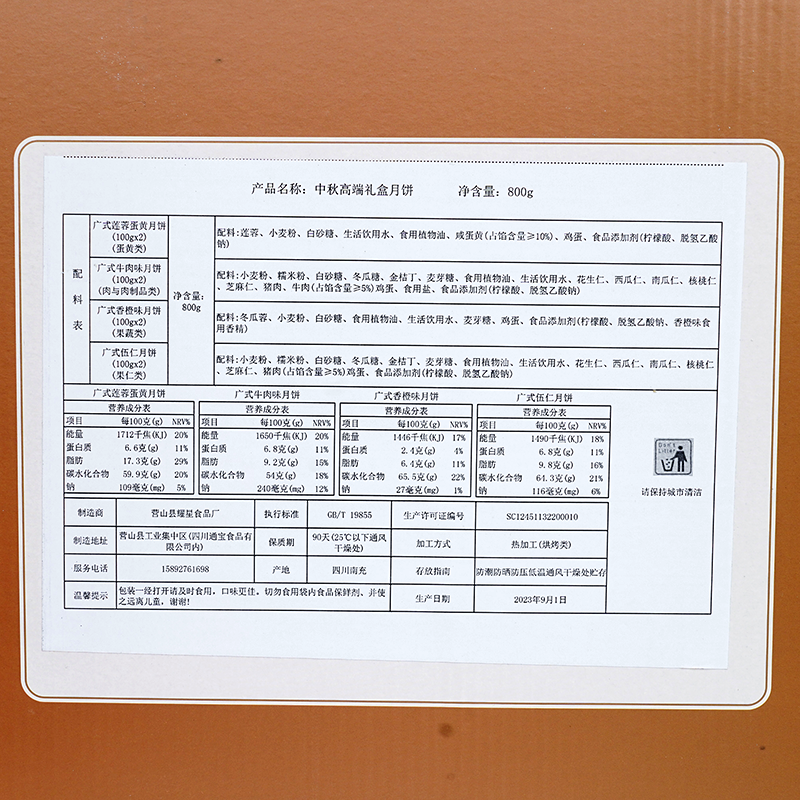 产品名称：中秋高端礼盒月饼 净含量：800g
配料表
广式莲蓉蛋黄月饼
(100gx2)
(蛋黄类)
净含量：
800g
配料：莲蓉、小麦粉、白砂糖、生活饮用水、食用植物油、咸蛋黄(占馅含量≥10%)、鸡蛋、食品添加剂(柠檬酸、脱氢乙酸
钠)
广式牛肉味月饼
(100gx2)
(肉与肉制品类)
配料：小麦粉、糯米粉、白砂糖、冬瓜糖、金桔丁、麦芽糖、食用植物油、生活饮用水、花生仁、西瓜仁、南瓜仁、核桃仁
、芝麻仁、猪肉、牛肉(占馅含量≥5%)鸡蛋、食用盐、食品添加剂(柠檬酸、脱氢乙酸钠)
广式香橙味月饼
(100gx2)
(果蔬类)
配料：冬瓜蓉、小麦粉、白砂糖、食用植物油、生活饮用水、麦芽糖、鸡蛋、食品添加剂(柠檬酸、脱氢乙酸钠、香橙味食
用香精)
广式伍仁月饼
(100gx2)
(果仁类)
配料：小麦粉、糯米粉、白砂糖、冬瓜糖、金桔丁、麦芽糖、食用植物油、生活饮用水、花生仁、西瓜仁、南瓜仁、核桃仁
、芝麻仁、猪肉(占馅含量≥5%)鸡蛋、食品添加剂(柠檬酸、脱氢乙酸钠)
广式莲蓉蛋黄月饼
营养成分表
项目 每100克(g) NRV%
能量 1712千焦(KJ) 20%
蛋白质 6.6克(g) 11%
脂肪 17.3克(g) 29%
碳水化合物 59.9克(g) 20%
钠 109毫克(mg) 5%
广式牛肉味月饼
营养成分表
项目 每100克(g) NRV%
能量 1650千焦(KJ) 20%
蛋白质 6.8克(g) 11%
脂肪 9.2克(g) 15%
碳水化合物 54克(g) 18%
钠 240毫克(mg) 12%
广式香橙味月饼
营养成分表
项目 每100克(g) NRV%
能量 1446千焦(KJ) 17%
蛋白质 2.4克(g) 4%
脂肪 6.4克(g) 11%
碳水化合物 65.5克(g) 22%
钠 27毫克(mg) 1%
广式伍仁月饼
营养成分表
项目 每100克(g) NRV%
能量 1490千焦(KJ) 18%
蛋白质 6.8克(g) 11%
脂肪 9.8克(g) 16%
碳水化合物 64.3克(g) 21%
钠 116毫克(mg) 6%
请保持城市清洁
制造商 营山县耀星食品厂 执行标准 GB/T 19855 生产许可证编号 SC12451132200010
制造地址 营山县工业集中区(四川通宝食品有
限公司内) 保质期 90天(25℃以下通风
干燥处) 加工方式 热加工(烘烤类)
服务电话 15892761698 产地 四川南充 存放指南 防潮防晒防压低温通风干燥处贮存
温馨提示 包装一经打开请及时食用，口味更佳。切勿食用袋内食品保鲜剂、并使
之远离儿童，谢谢! 生产日期 2023年9月1日